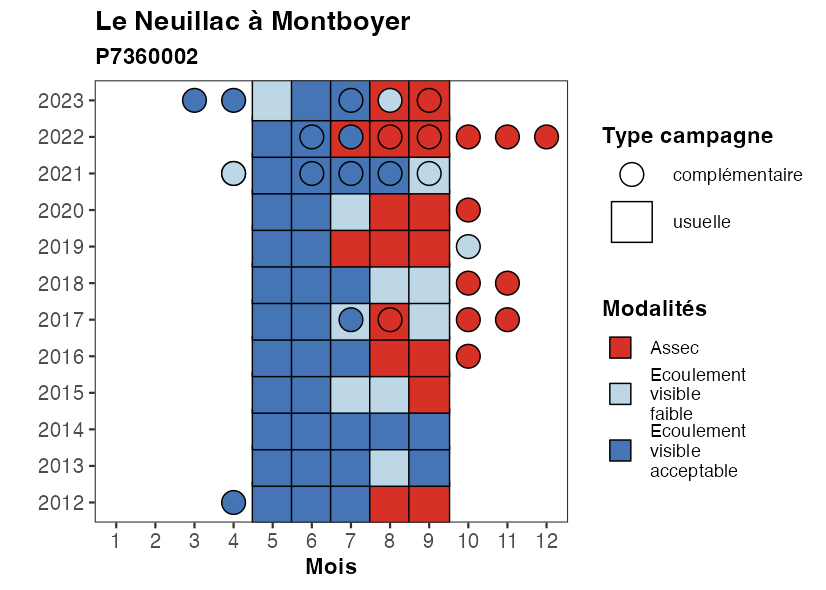 Le Neuillac à Montboyer
P7360002
2023
2022
2021
2020
2019
2018
2017
2016
2015
2014
2013
2012
1 2 3 4 5 6 7 8 9 10 11 12
Mois
Type campagne
complémentaire
usuelle
Modalités
Assec
Ecoulement
visible
faible
Ecoulement
visible
acceptable